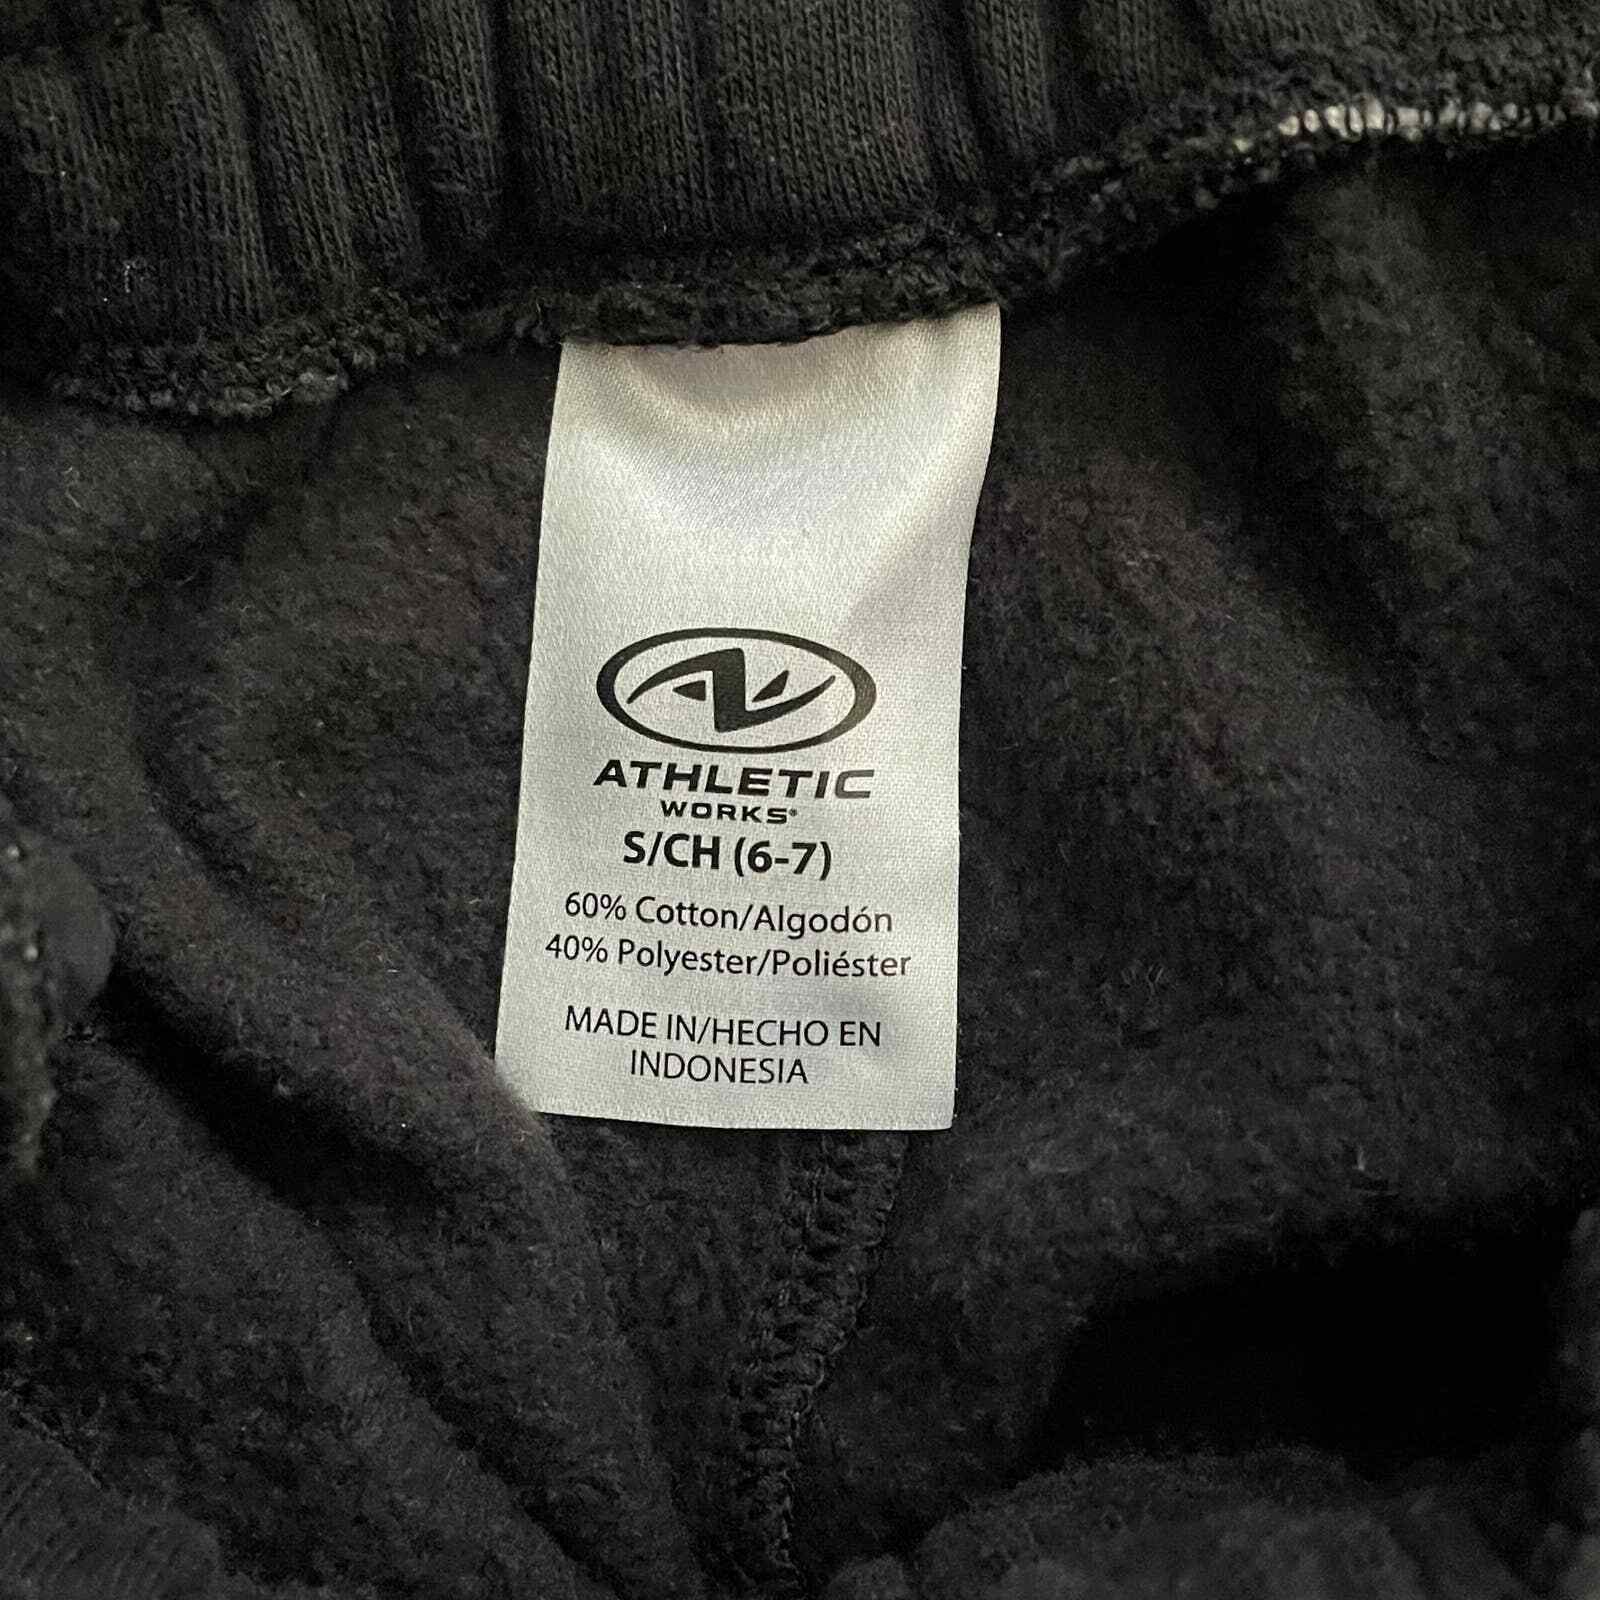 ATHLETIC
WORKS®
S/CH (6-7)
60% Cotton/Algodón
40% Polyester/Poliéster
MADE IN/HECHO EN
INDONESIA